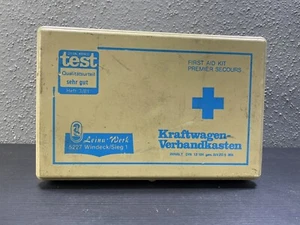 test
Qualitätsurteil
sehr gut
FIRST AID KIT
PREMIER SECOURS
Leina-Werk
5227 Windeck/Sieg 1
Kraftwagen-
Verbandkasten